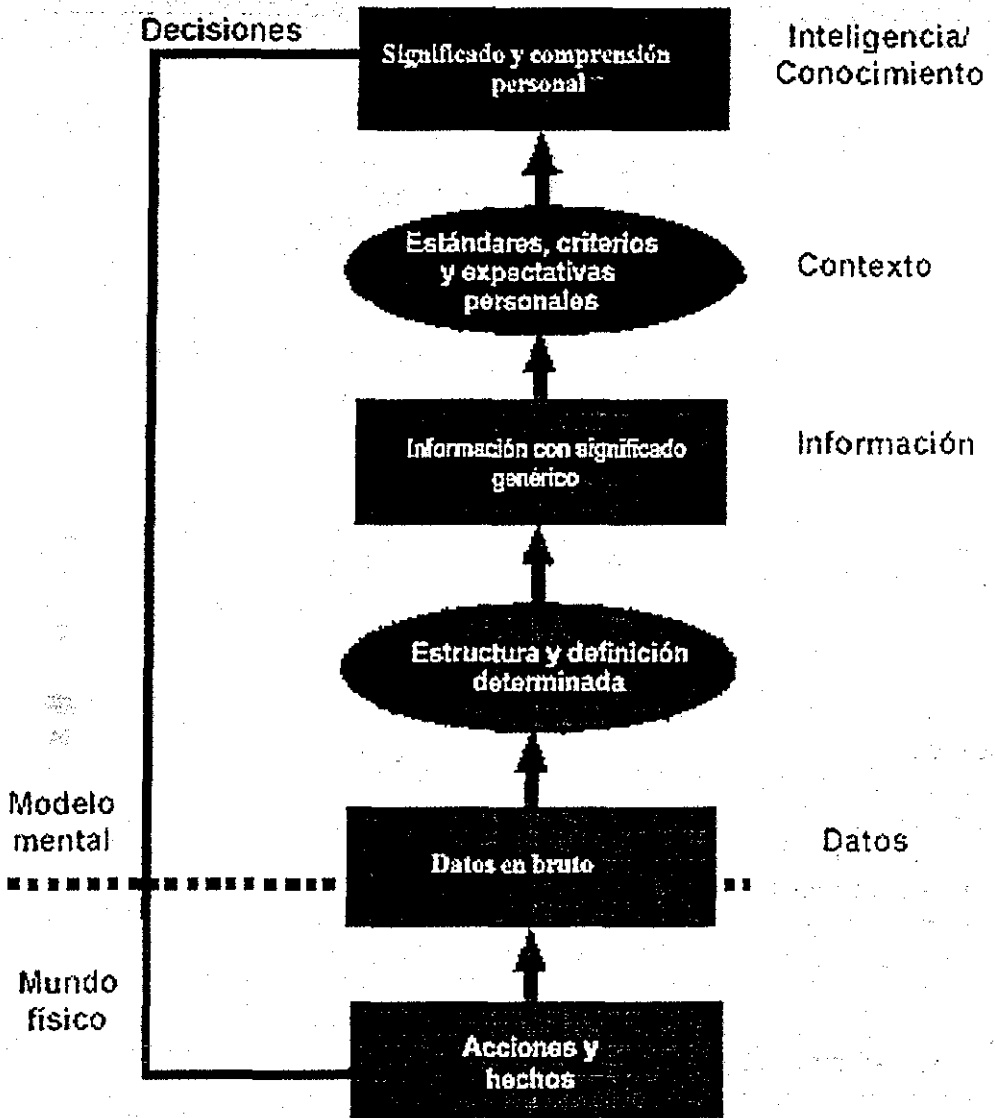 Decisiones
Significado y comprensión
personal
Inteligencia/
Conocimiento
Estándares, criterios
y expectativas
personales
Contexto
Información con significado
genérico
Información
Estructura y definición
determinada
Modelo
mental
Datos en bruto
Datos
Mundo
físico
Acciones y
hechos